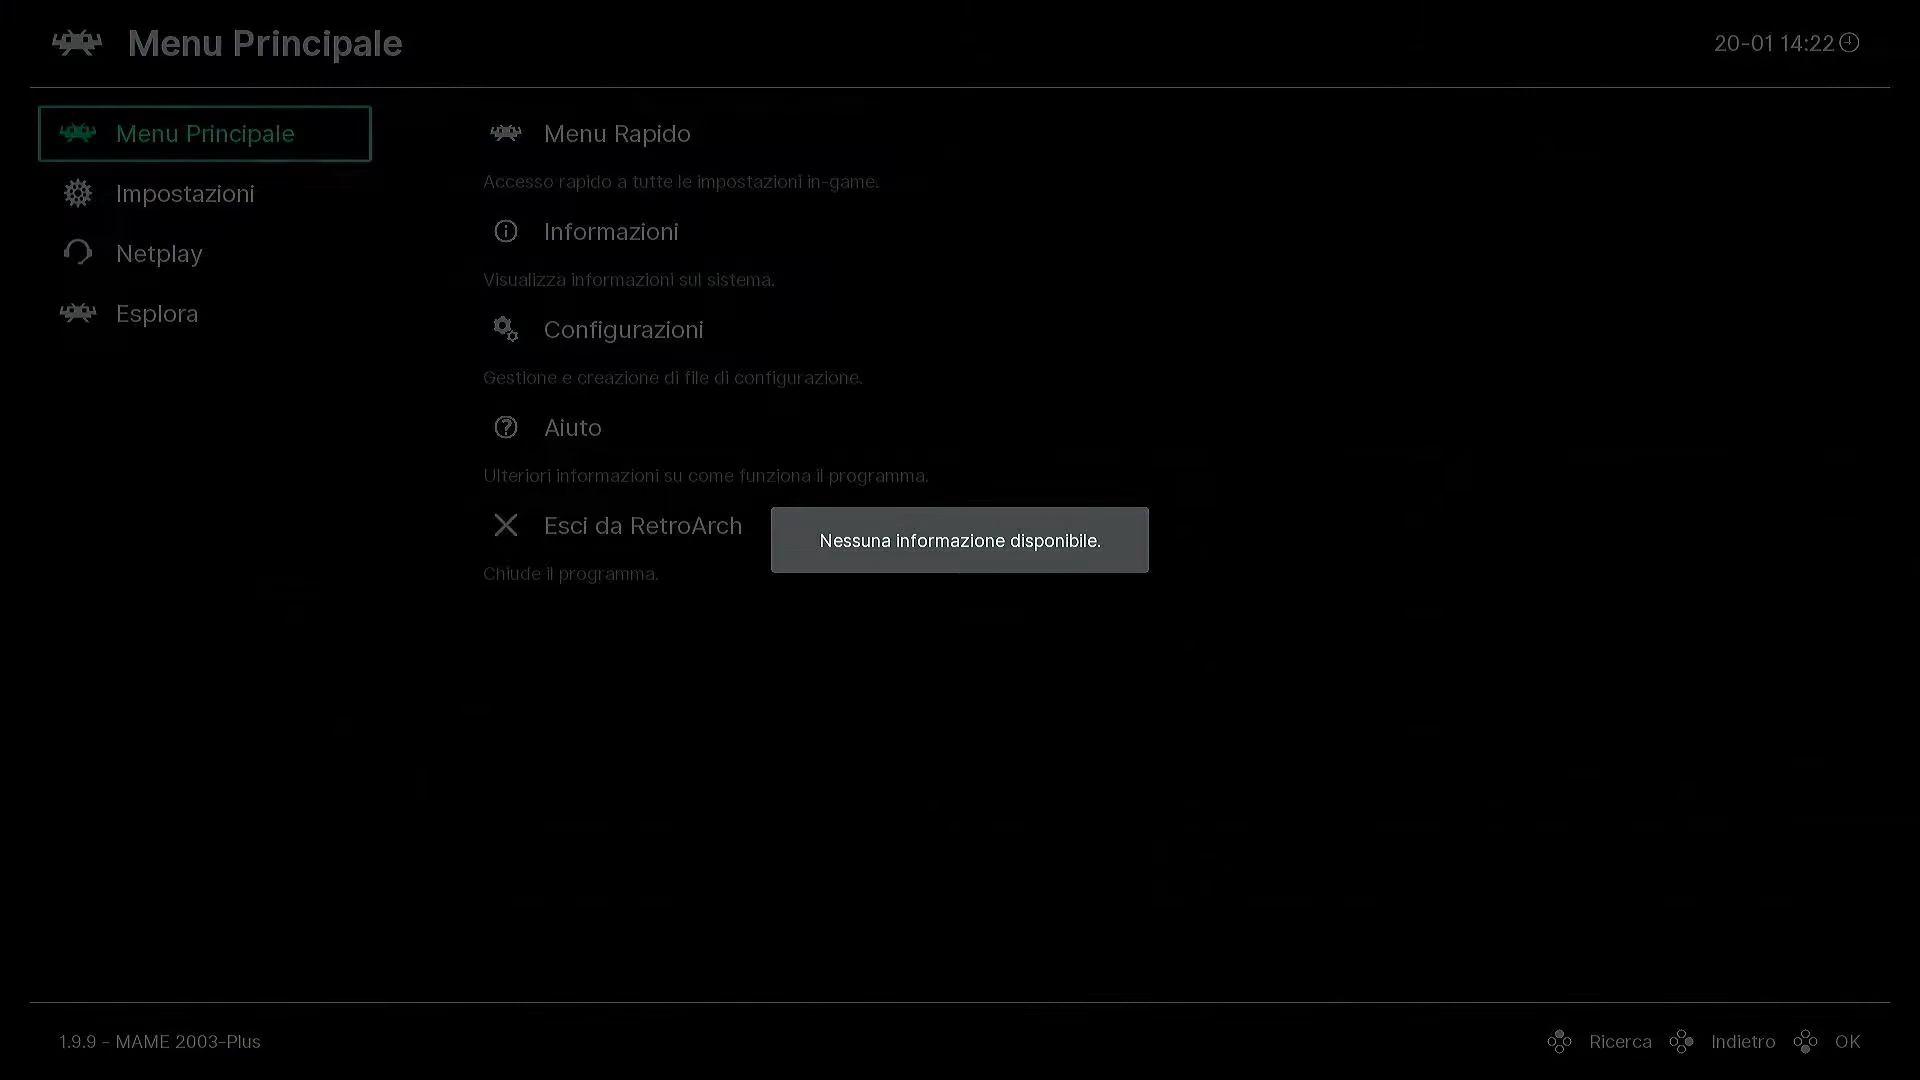 Menu Principale
20-01 14:22
Menu Principale
Impostazioni
Netplay
Esplora
Menu Rapido
Accesso rapido a tutte le impostazioni in-game.
Informazioni
Visualizza informazioni sul sistema.
Configurazioni
Gestione e creazione di file di configurazione.
Aiuto
Ulteriori informazioni su come funziona il programma.
Esci da RetroArch
Chiude il programma.
Nessuna informazione disponibile.
1.9.9 - MAME 2003-Plus
Ricerca
Indietro
OK